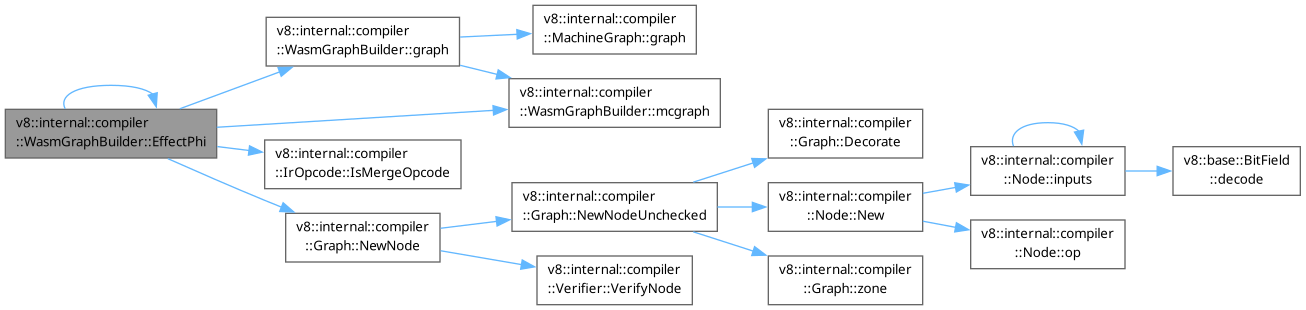 v8::internal::compiler
::WasmGraphBuilder::EffectPhi
v8::internal::compiler
::WasmGraphBuilder::graph
v8::internal::compiler
::MachineGraph::graph
v8::internal::compiler
::WasmGraphBuilder::mcgraph
v8::internal::compiler
::IrOpcode::IsMergeOpcode
v8::internal::compiler
::Graph::NewNode
v8::internal::compiler
::Graph::NewNodeUnchecked
v8::internal::compiler
::Verifier::VerifyNode
v8::internal::compiler
::Graph::Decorate
v8::internal::compiler
::Node::New
v8::internal::compiler
::Graph::zone
v8::internal::compiler
::Node::inputs
v8::internal::compiler
::Node::op
v8::base::BitField
::decode